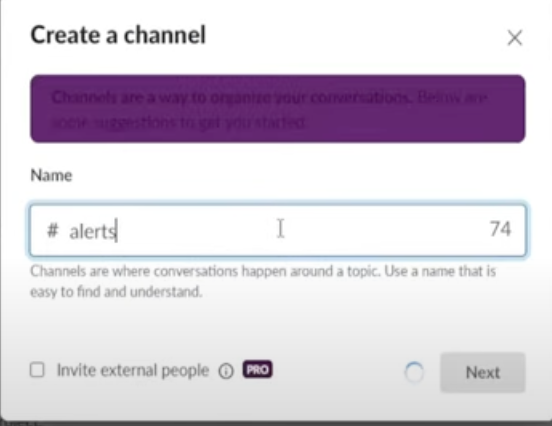 Create a channel
Channels are a way to organize your conversations. Below are
some suggestions to get you started:
Name
# alerts 74
Channels are where conversations happen around a topic. Use a name that is
easy to find and understand.
Invite external people PRO
Next